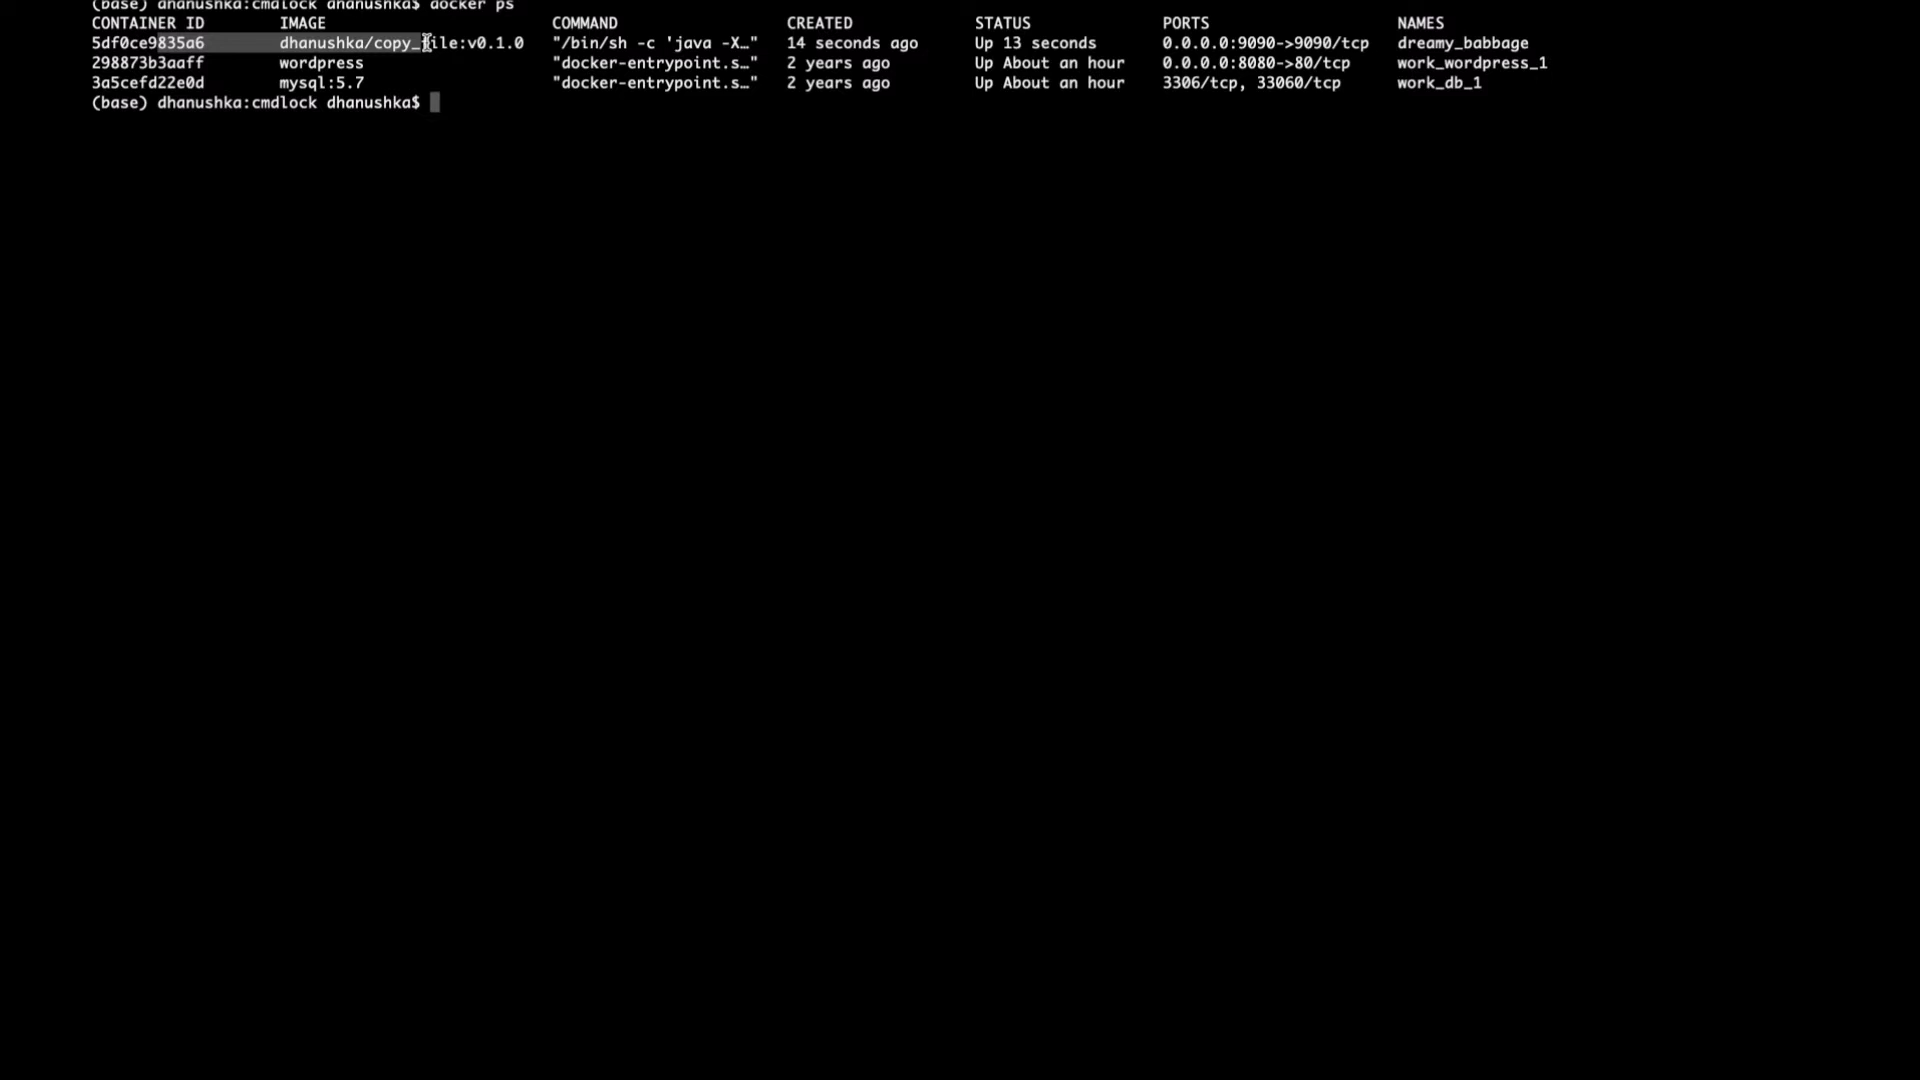 (base) dhanushka:cmdlock dhanushka$ docker ps
CONTAINER ID IMAGE COMMAND CREATED STATUS PORTS NAMES
5df0ce9835a6 dhanushka/copy_file:v0.1.0 "/bin/sh -c 'java -X…" 14 seconds ago Up 13 seconds 0.0.0.0:9090->9090/tcp dreamy_babbage
298873b3aaff wordpress "docker-entrypoint.s…" 2 years ago Up About an hour 0.0.0.0:8080->80/tcp work_wordpress_1
3a5cefd22e0d mysql:5.7 "docker-entrypoint.s…" 2 years ago Up About an hour 3306/tcp, 33060/tcp work_db_1
(base) dhanushka:cmdlock dhanushka$